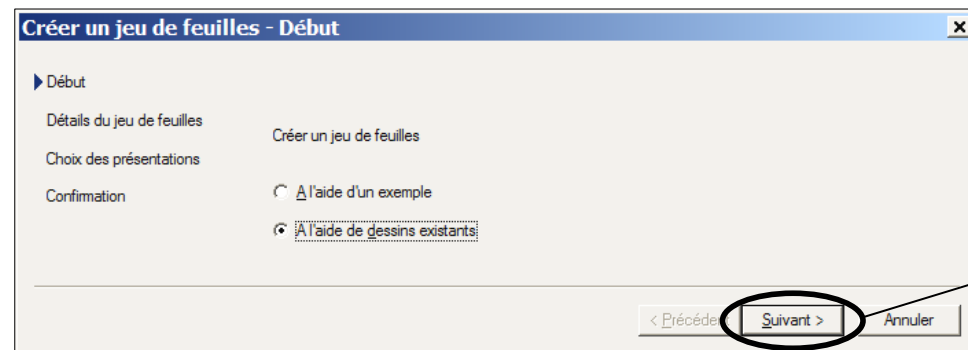 Créer un jeu de feuilles - Début
Début
Détails du jeu de feuilles
Créer un jeu de feuilles
Choix des présentations
Confirmation
A l'aide d'un exemple
A l'aide de dessins existants
< Précéden
Suivant >
Annuler